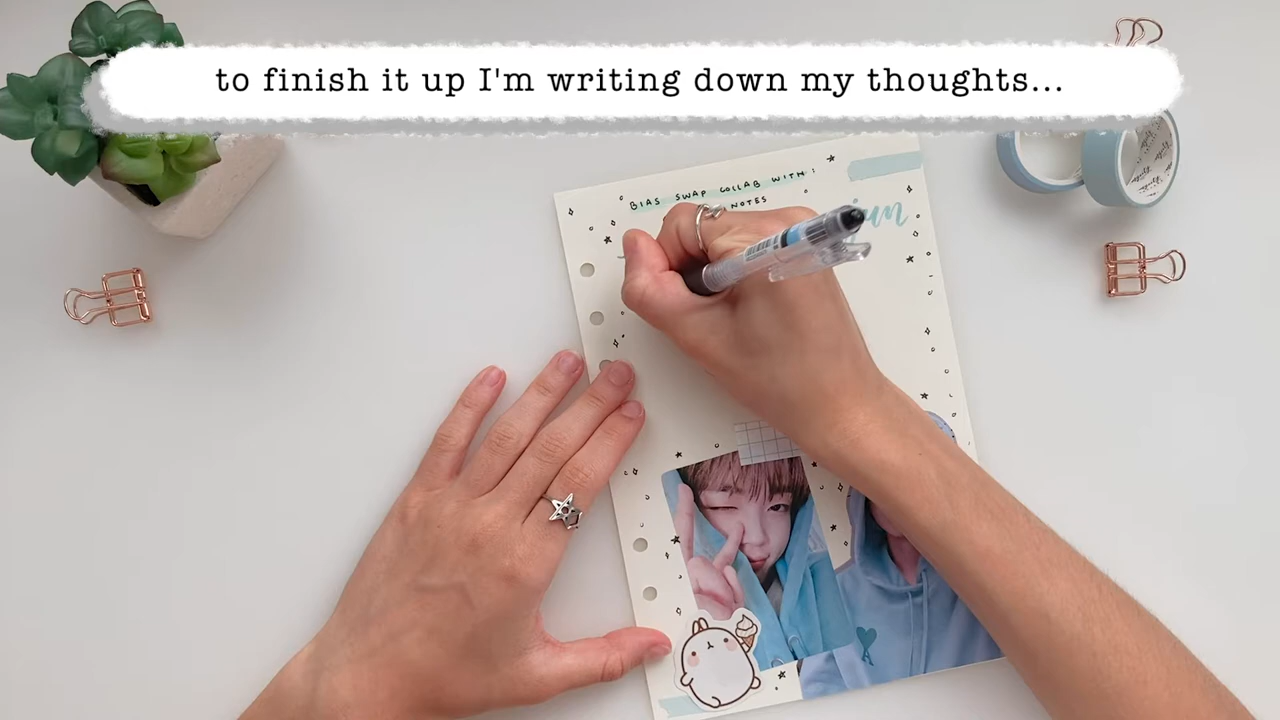 to finish it up I'm writing down my thoughts...
BIAS SWAP COLLAB WITH:
NOTES